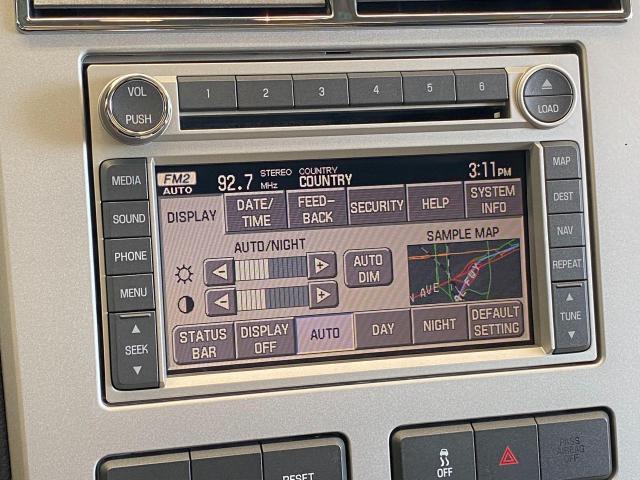 VOL
PUSH
1 2 3 4 5 6
LOAD
MEDIA
SOUND
PHONE
MENU
SEEK
FM2
AUTO
92.7 MHz
STEREO
COUNTRY
COUNTRY
3:11PM
DISPLAY
DATE/
TIME
FEED-
BACK
SECURITY
HELP
SYSTEM
INFO
AUTO/NIGHT
AUTO
DIM
SAMPLE MAP
AVE
STATUS
BAR
DISPLAY
OFF
AUTO
DAY
NIGHT
DEFAULT
SETTING
MAP
DEST
NAV
REPEAT
TUNE
RESET
OFF
PASS
AIRBAG
OFF